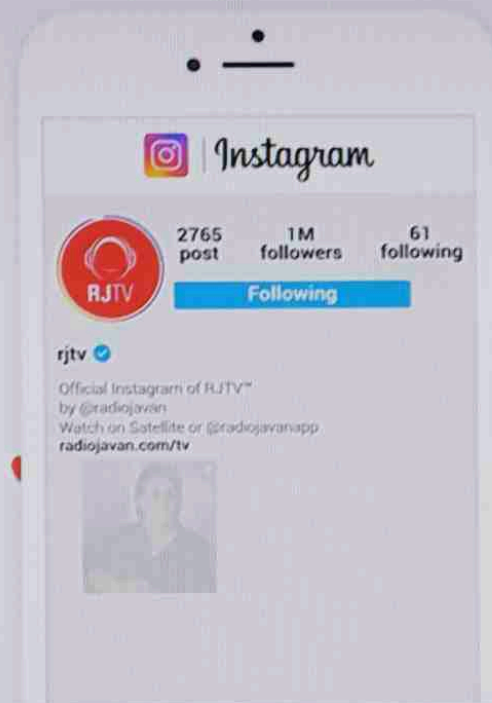 Instagram
RJTV
2765 1M 61
post followers following
Following
rjtv
Official Instagram of RJTV™
by @radiojavan
Watch on Satellite or @radiojavanapp
radiojavan.com/tv